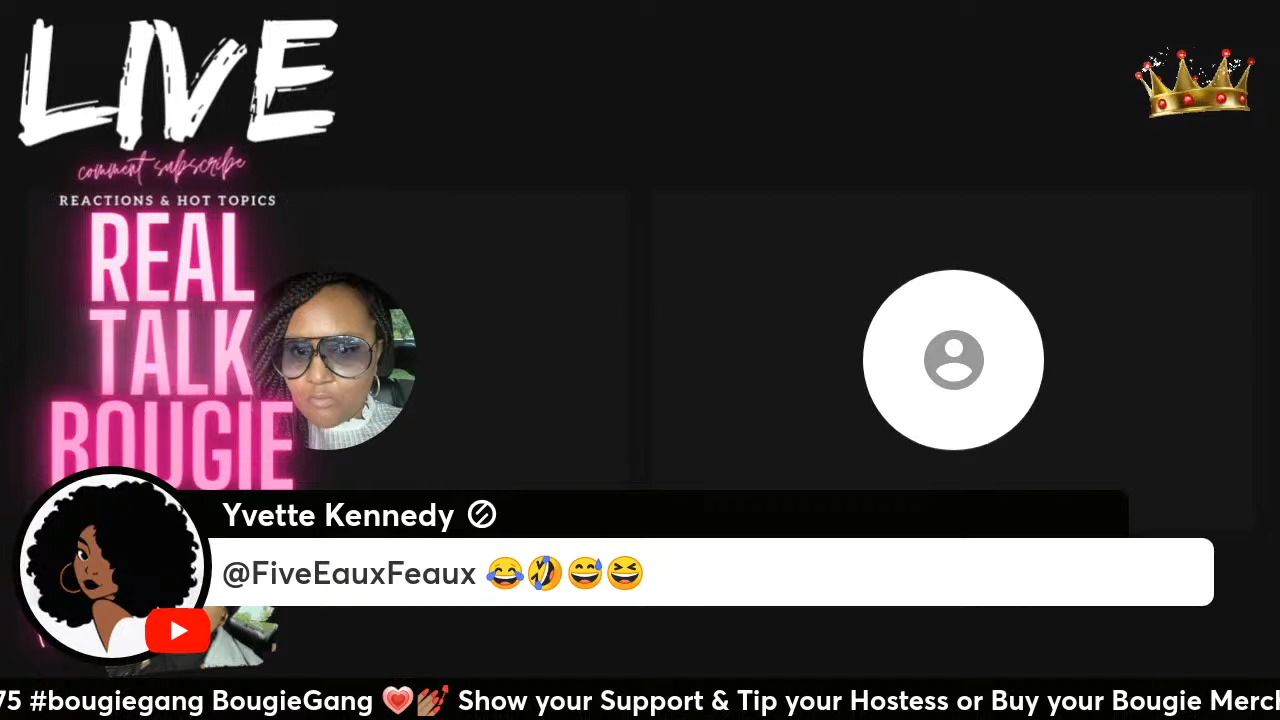 LIVE
comment subscribe
REACTIONS & HOT TOPICS
REAL
TALK
BOUGIE
Yvette Kennedy
@FiveEauxFeaux 😂🤣😅😆
75 #bougiegang BougieGang 💗💅🏾 Show your Support & Tip your Hostess or Buy your Bougie Merch